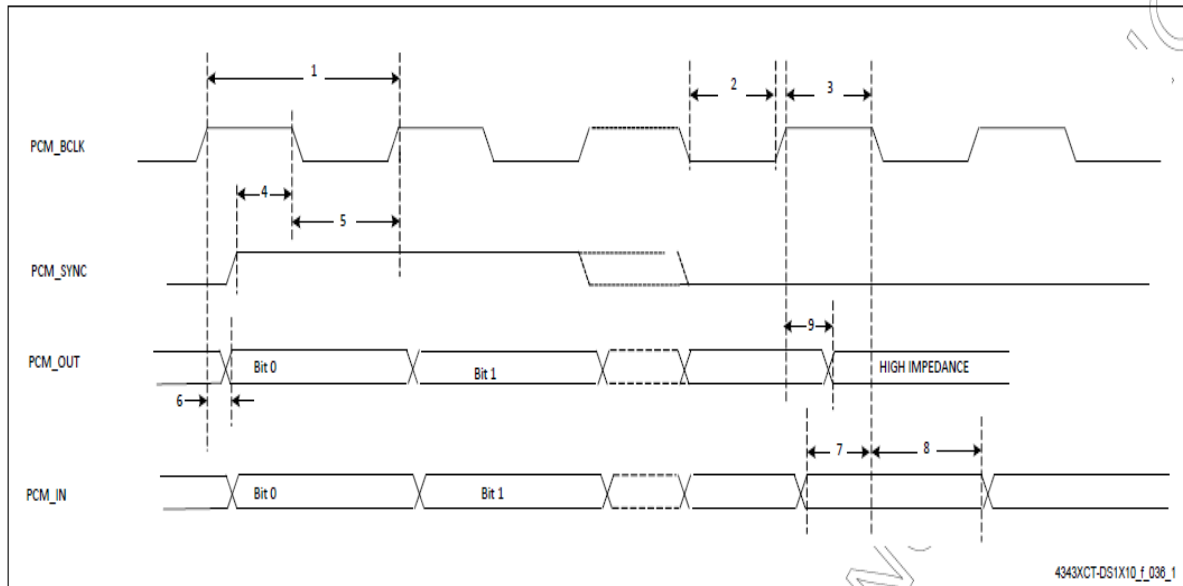 1
2
3
PCM_BCLK
4
5
PCM_SYNC
9
PCM_OUT
Bit 0
Bit 1
HIGH IMPEDANCE
6
7
8
PCM_IN
Bit 0
Bit 1
4343XCT-DS1X10_f_036_1